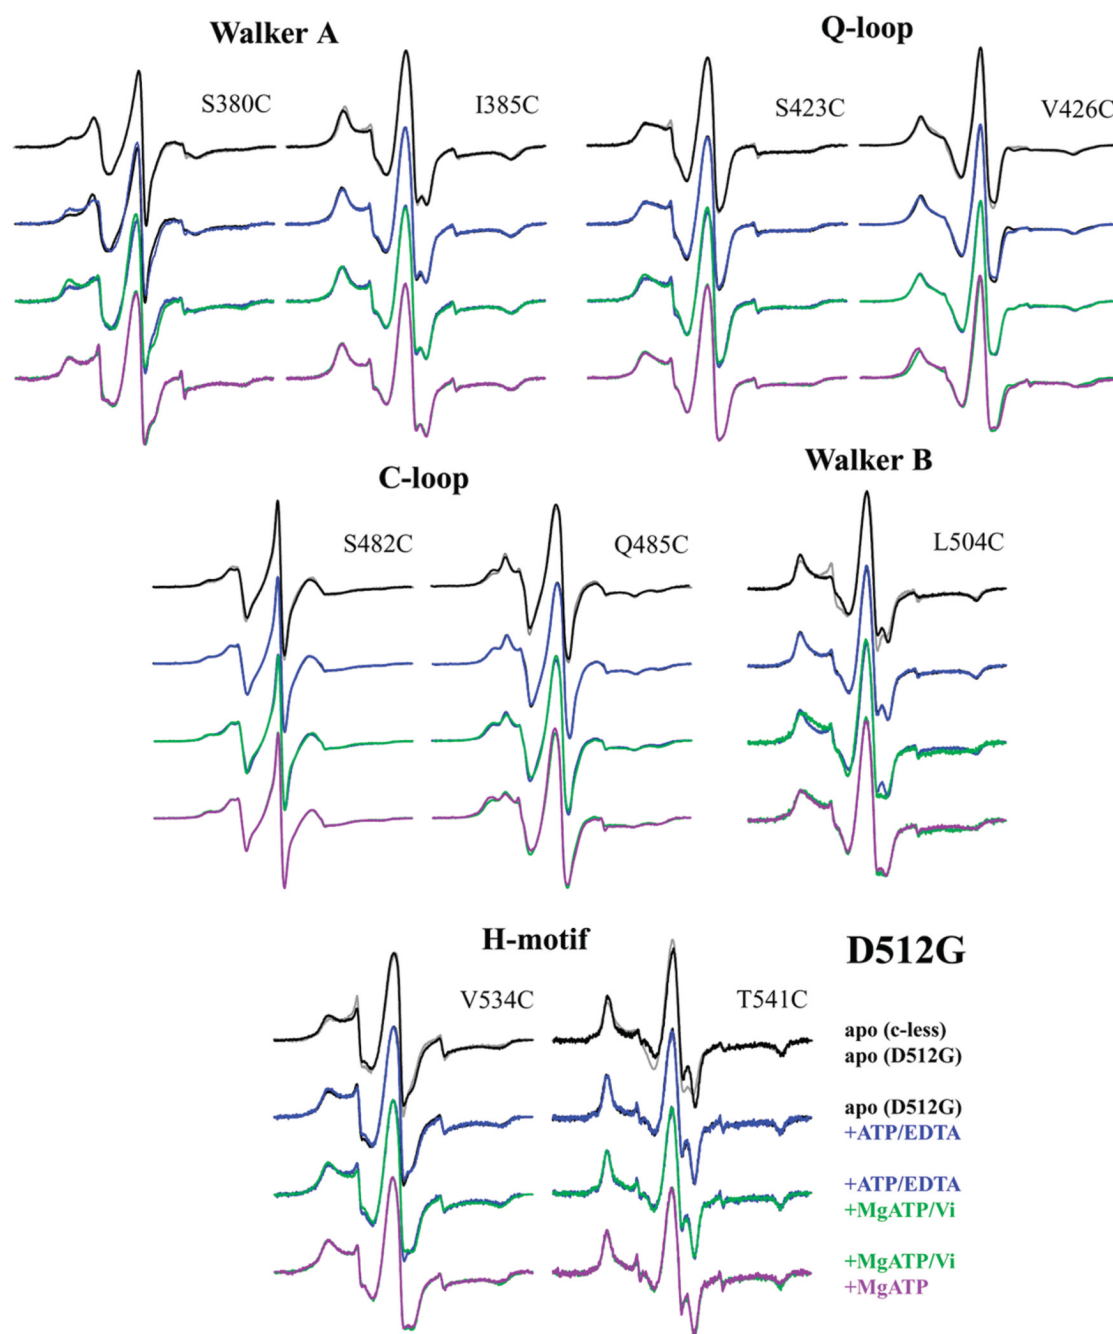 Walker A
Q-loop
S380C
I385C
S423C
V426C
C-loop
Walker B
S482C
Q485C
L504C
H-motif
D512G
V534C
T541C
apo (c-less)
apo (D512G)
apo (D512G)
+ATP/EDTA
+ATP/EDTA
+MgATP/Vi
+MgATP/Vi
+MgATP